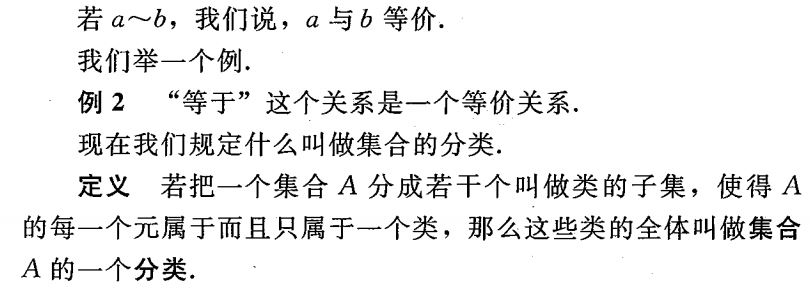 若 a～b，我们说，a 与 b 等价.
我们举一个例.
例 2 “等于”这个关系是一个等价关系.
现在我们规定什么叫做集合的分类.
定义 若把一个集合 A 分成若干个叫做类的子集，使得 A
的每一个元属于而且只属于一个类，那么这些类的全体叫做集合
A 的一个分类.